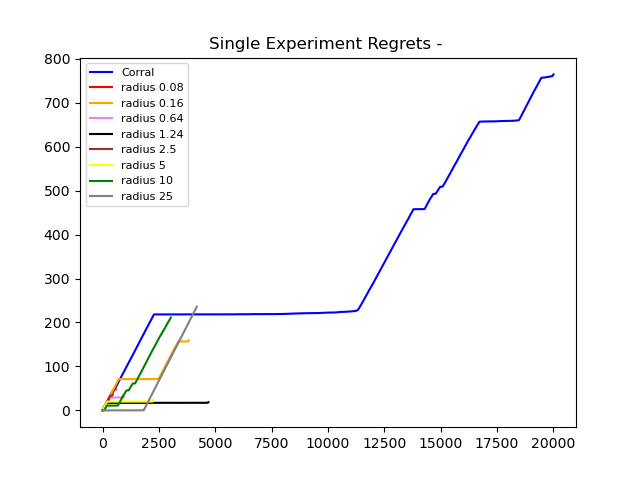 Single Experiment Regrets -
800
700
600
500
400
300
200
100
0
Corral
radius 0.08
radius 0.16
radius 0.64
radius 1.24
radius 2.5
radius 5
radius 10
radius 25
0 2500 5000 7500 10000 12500 15000 17500 20000